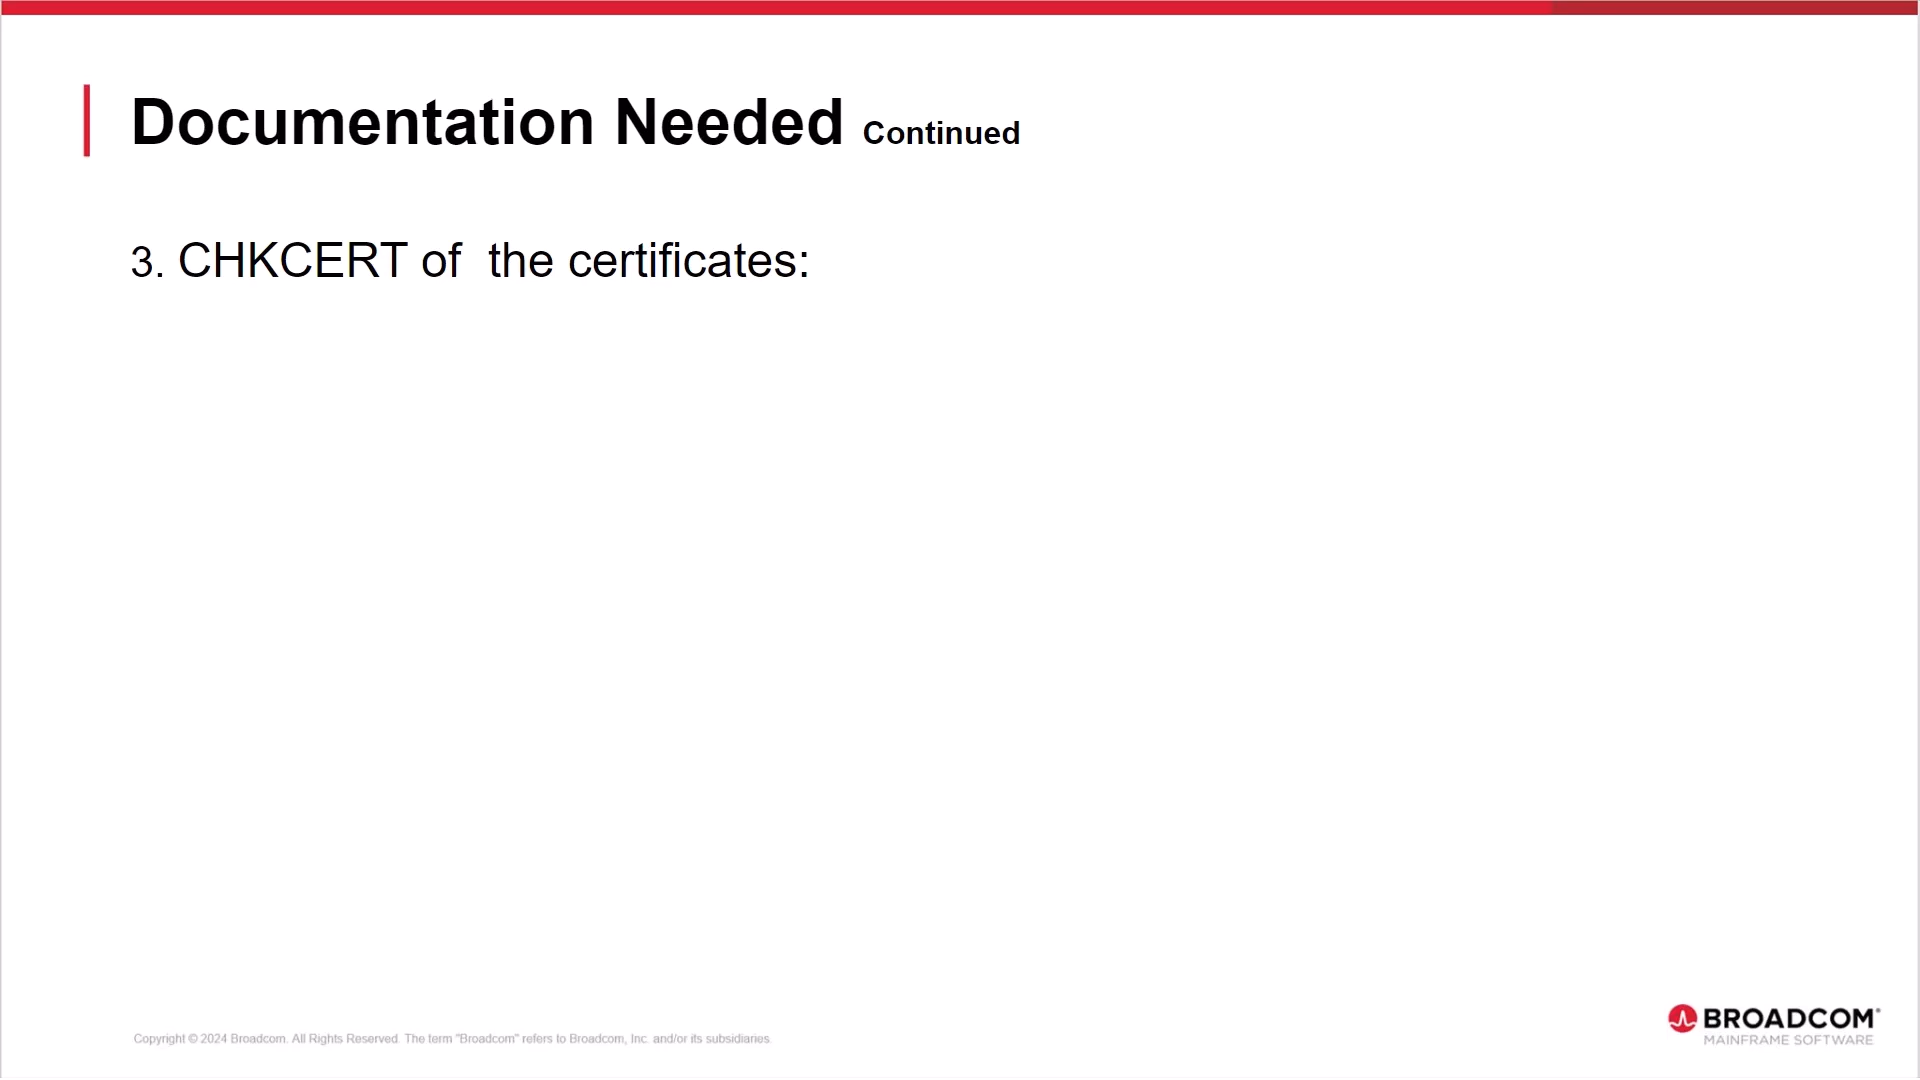 Documentation Needed Continued
3. CHKCERT of  the certificates:
Copyright © 2024 Broadcom. All Rights Reserved. The term "Broadcom" refers to Broadcom, Inc. and/or its subsidiaries.
BROADCOM®
MAINFRAME SOFTWARE